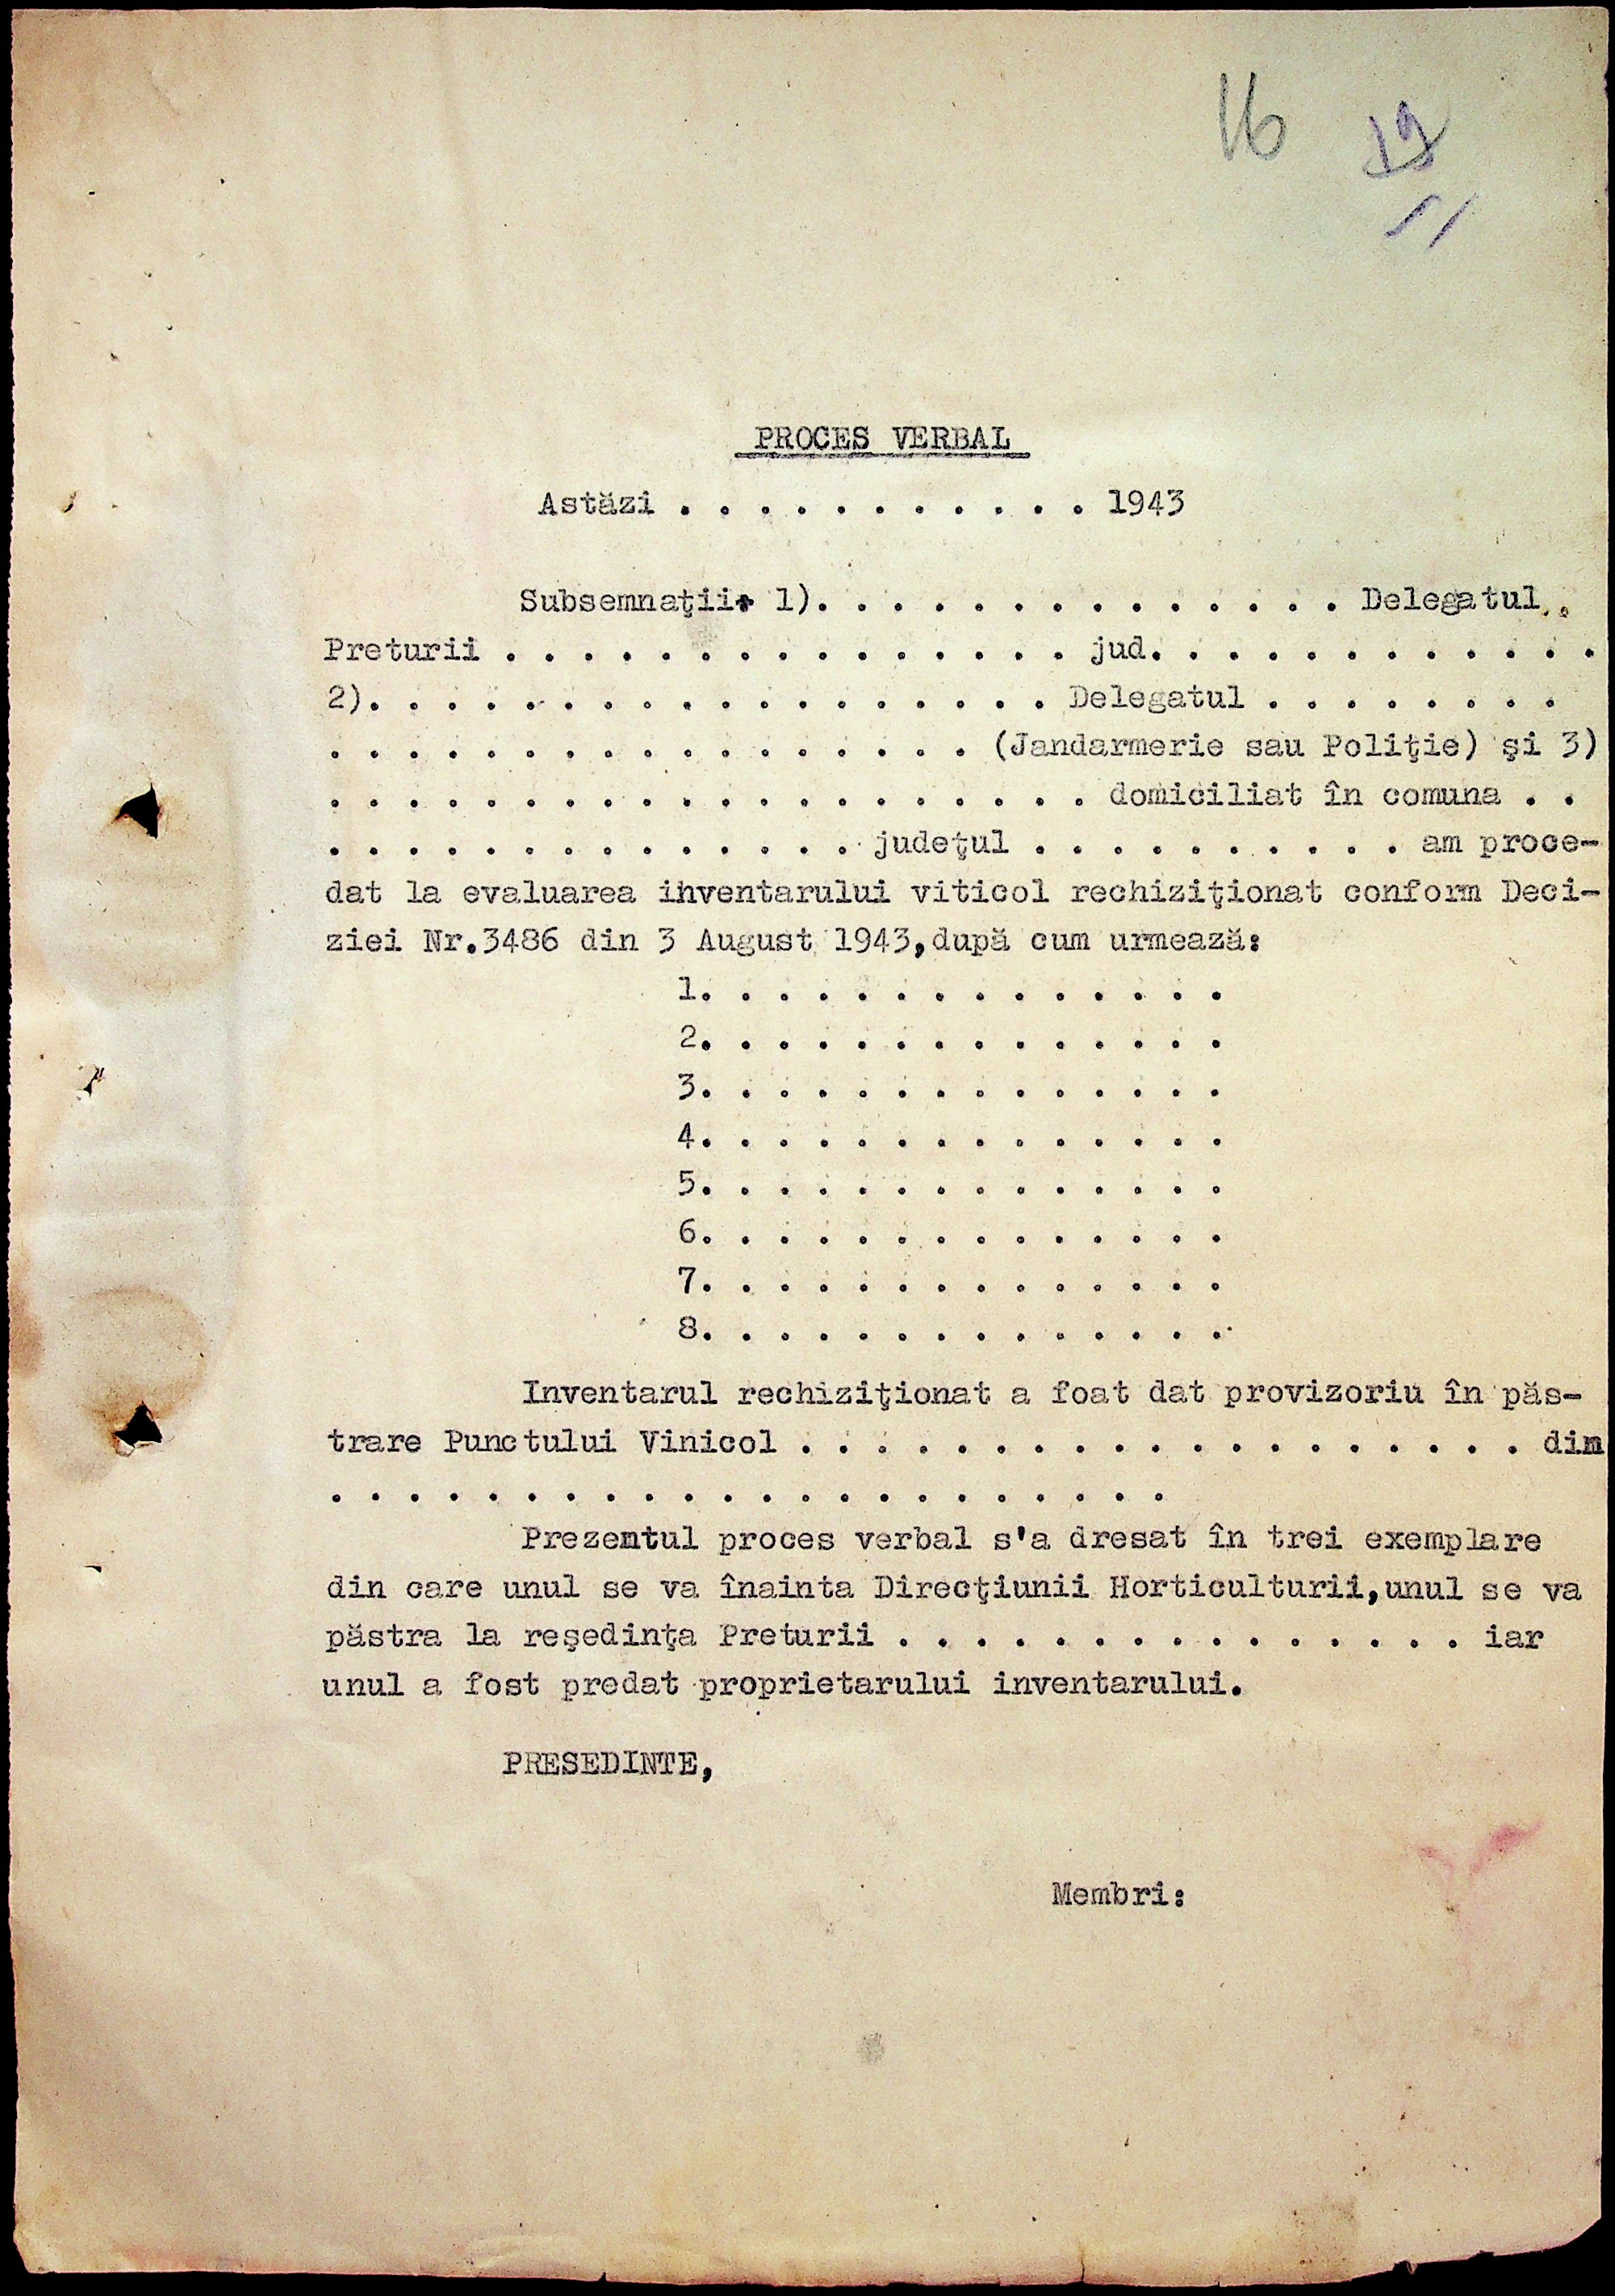 16 19
PROCES VERBAL
Astăzi . . . . . . . . . . . 1943
Subsemnaţii 1). . . . . . . . . . . . . . Delegatul..
Preturii . . . . . . . . . . . . . . . jud. . . . . . . . . . . .
2). . . . . . . . . . . . . . . . . . Delegatul . . . . . . . .
. . . . . . . . . . . . . . . . . (Jandarmerie sau Poliţie) şi 3)
. . . . . . . . . . . . . . . . . . . . domiciliat în comuna . .
. . . . . . . . . . . . . . judeţul . . . . . . . . . . am proce-
dat la evaluarea ihventarului viticol rechiziţionat conform Deci-
ziei Nr.3486 din 3 August 1943,după cum urmează:
1. . . . . . . . . . . . . .
2. . . . . . . . . . . . . .
3. . . . . . . . . . . . . .
4. . . . . . . . . . . . . .
5. . . . . . . . . . . . . .
6. . . . . . . . . . . . . .
7. . . . . . . . . . . . . .
8. . . . . . . . . . . . . .
Inventarul rechiziţionat a foat dat provizoriu în păs-
trare Punctului Vinicol . . . . . . . . . . . . . . . . . . . din
. . . . . . . . . . . . . . . . . . . . . .
Prezentul proces verbal s'a dresat în trei exemplare
din care unul se va înainta Direcţiunii Horticulturii,unul se va
păstra la reşedinţa Preturii . . . . . . . . . . . . . . . iar
unul a fost predat proprietarului inventarului.
PRESEDINTE,
Membri: